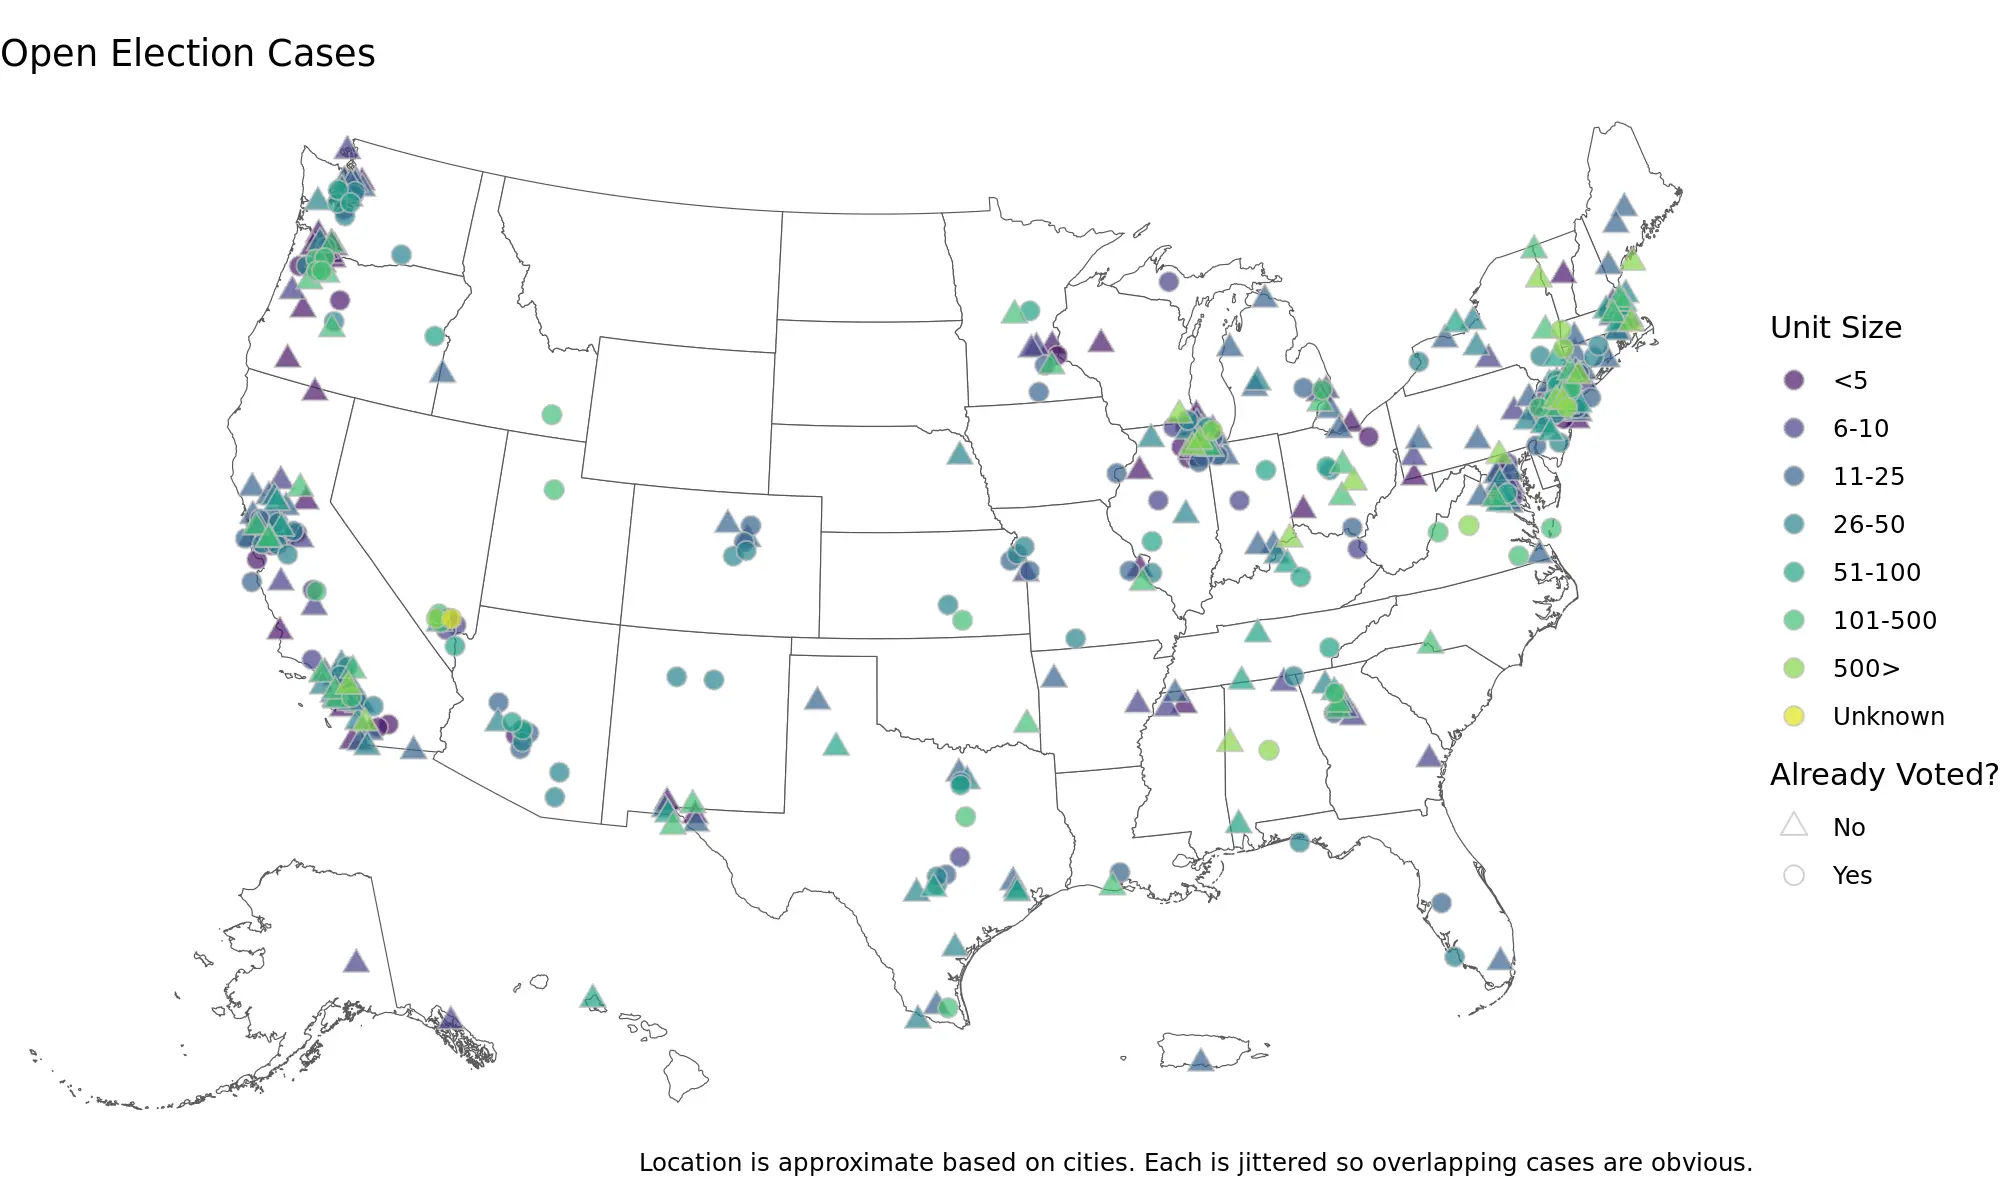 Open Election Cases
Unit Size
<5
6-10
11-25
26-50
51-100
101-500
500>
Unknown
Already Voted?
No
Yes
Location is approximate based on cities. Each is jittered so overlapping cases are obvious.